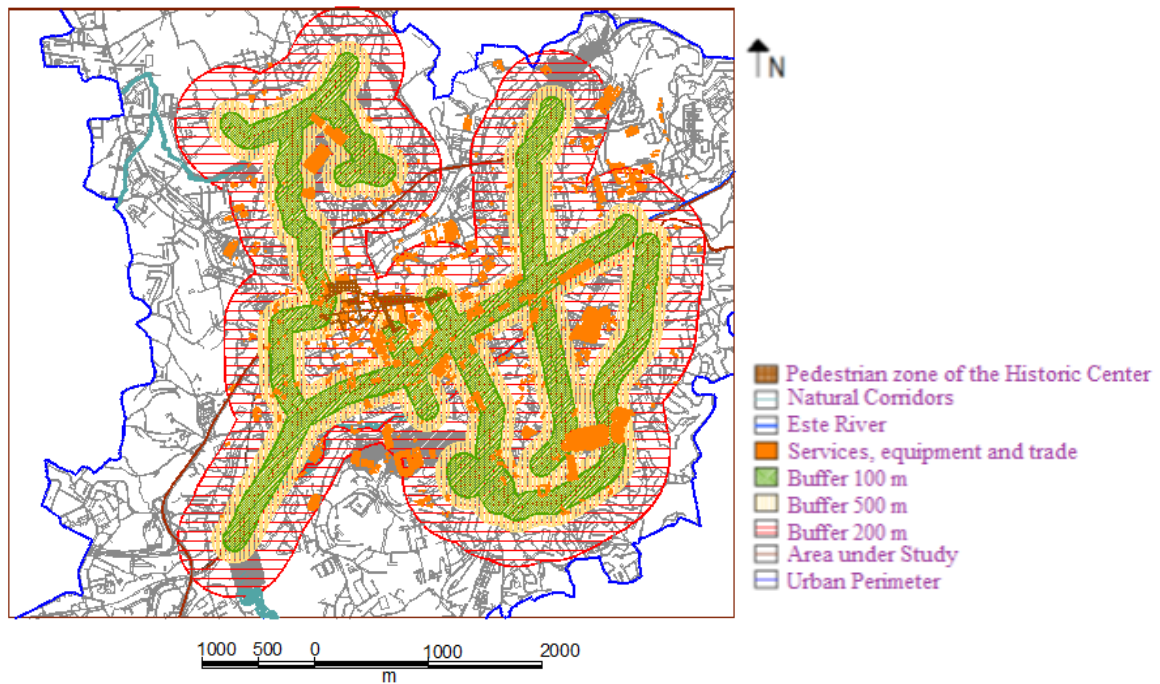 N
Pedestrian zone of the Historic Center
Natural Corridors
Este River
Services, equipment and trade
Buffer 100 m
Buffer 500 m
Buffer 200 m
Area under Study
Urban Perimeter
1000 500 0 1000 2000
m